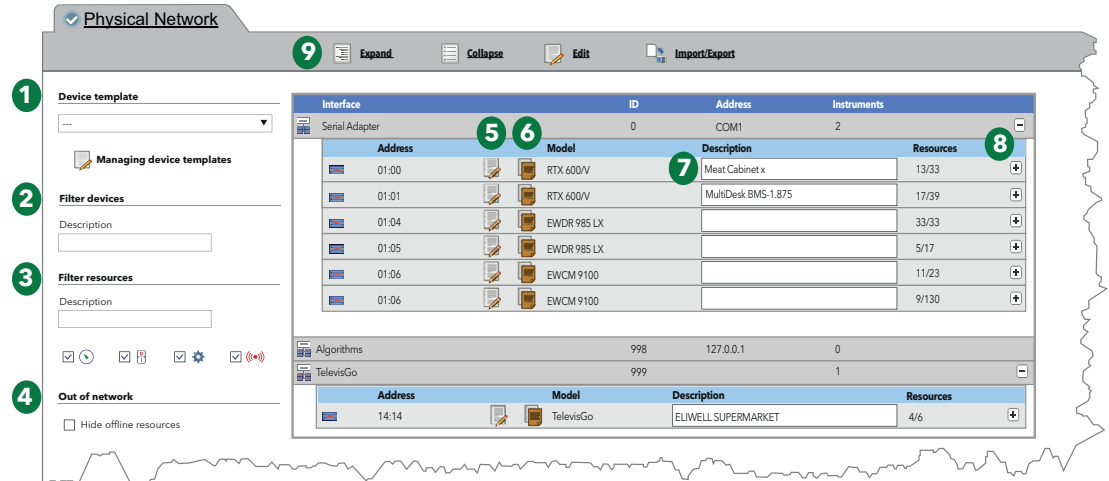 Physical Network
9 Expand Collapse Edit Import/Export
1 Device template
---
Managing device templates
2 Filter devices
Description
3 Filter resources
Description
4 Out of network
Hide offline resources
Interface ID Address Instruments
Serial Adapter 0 COM1 2
5 6 7 8
Address Model Description Resources
01:00 RTX 600/V Meat Cabinet x 13/33
01:01 RTX 600/V MultiDesk BMS-1.875 17/39
01:04 EWDR 985 LX 33/33
01:05 EWDR 985 LX 5/17
01:06 EWCM 9100 11/23
01:06 EWCM 9100 9/130
Algorithms 998 127.0.0.1 0
TelevisGo 999 1
Address Model Description Resources
14:14 TelevisGo ELIWELL SUPERMARKET 4/6